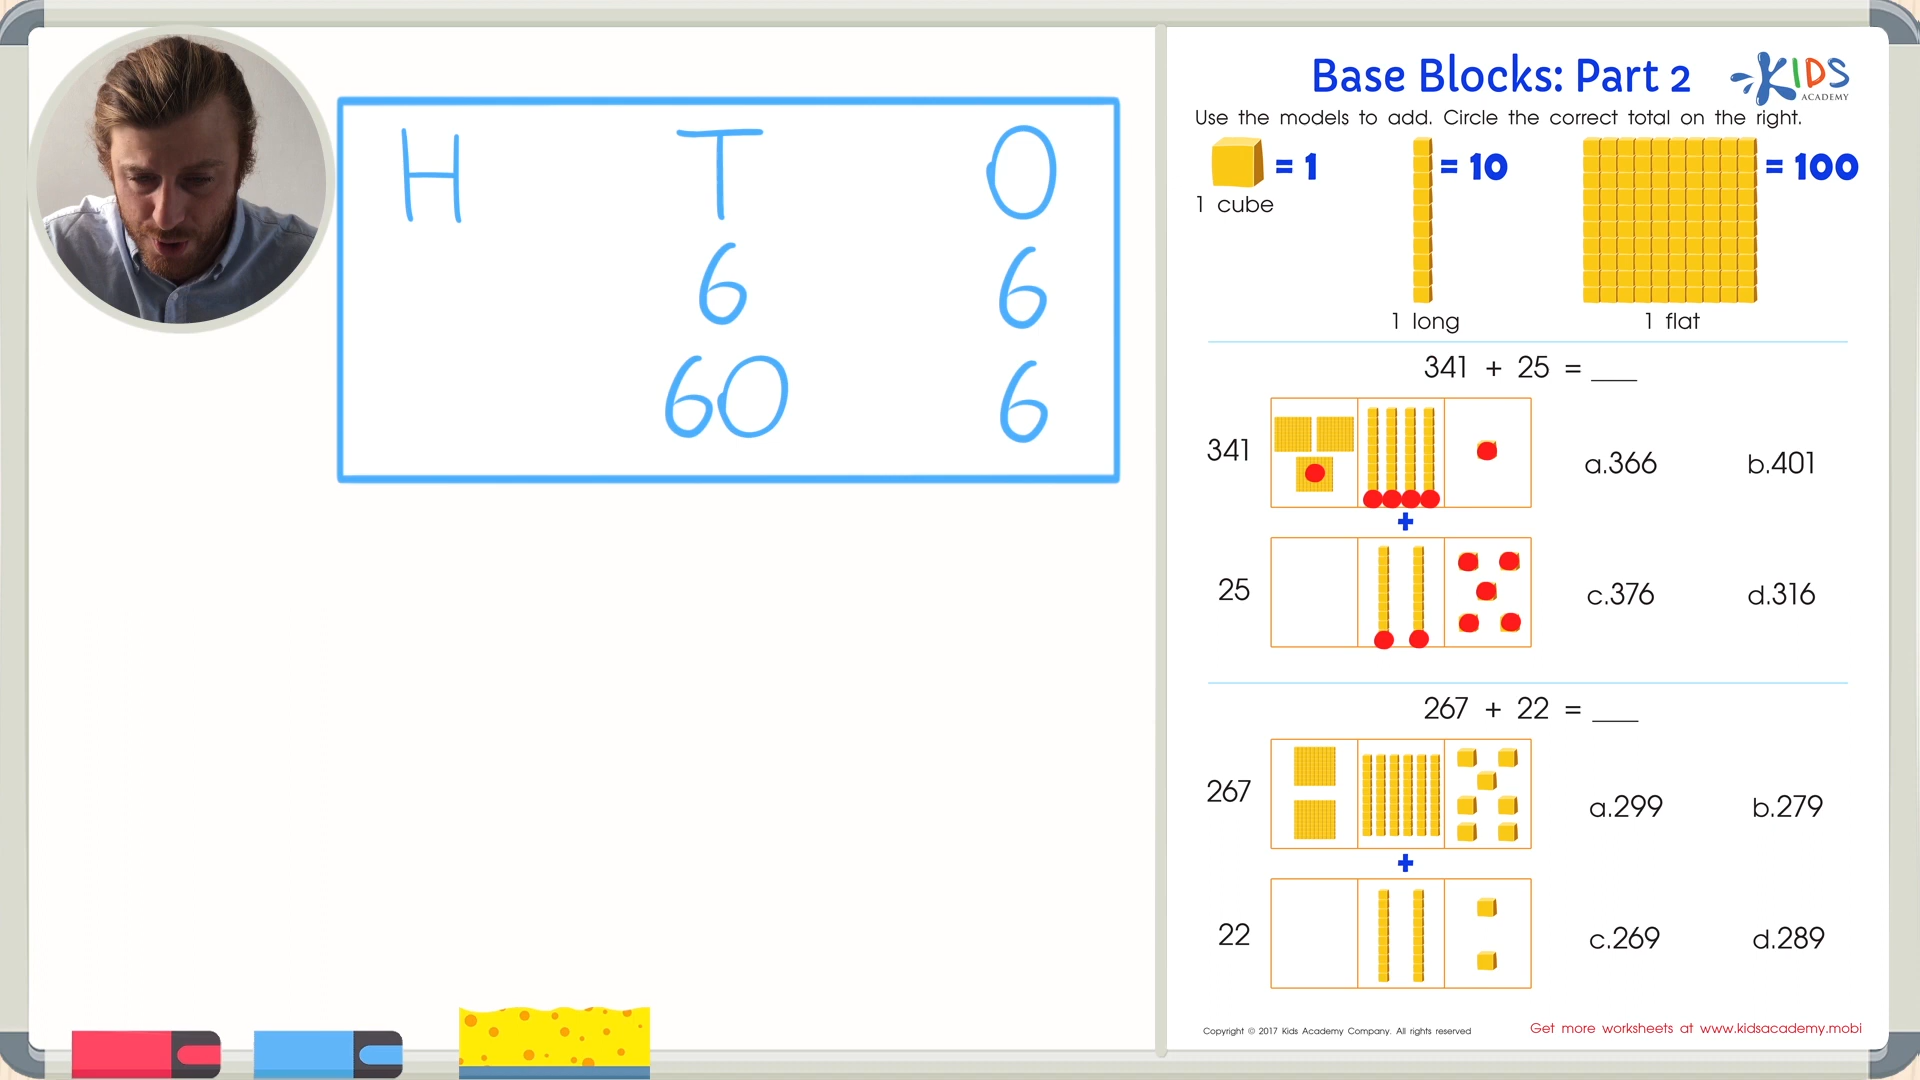 H T O
6 6
60 6
Base Blocks: Part 2
KIDS
ACADEMY
Use the models to add. Circle the correct total on the right.
= 1
= 10
= 100
1 cube
1 long
1 flat
341 + 25 = ___
341
a.366
b.401
+
25
c.376
d.316
267 + 22 = ___
267
a.299
b.279
+
22
c.269
d.289
Copyright © 2017 Kids Academy Company. All rights reserved
Get more worksheets at www.kidsacademy.mobi